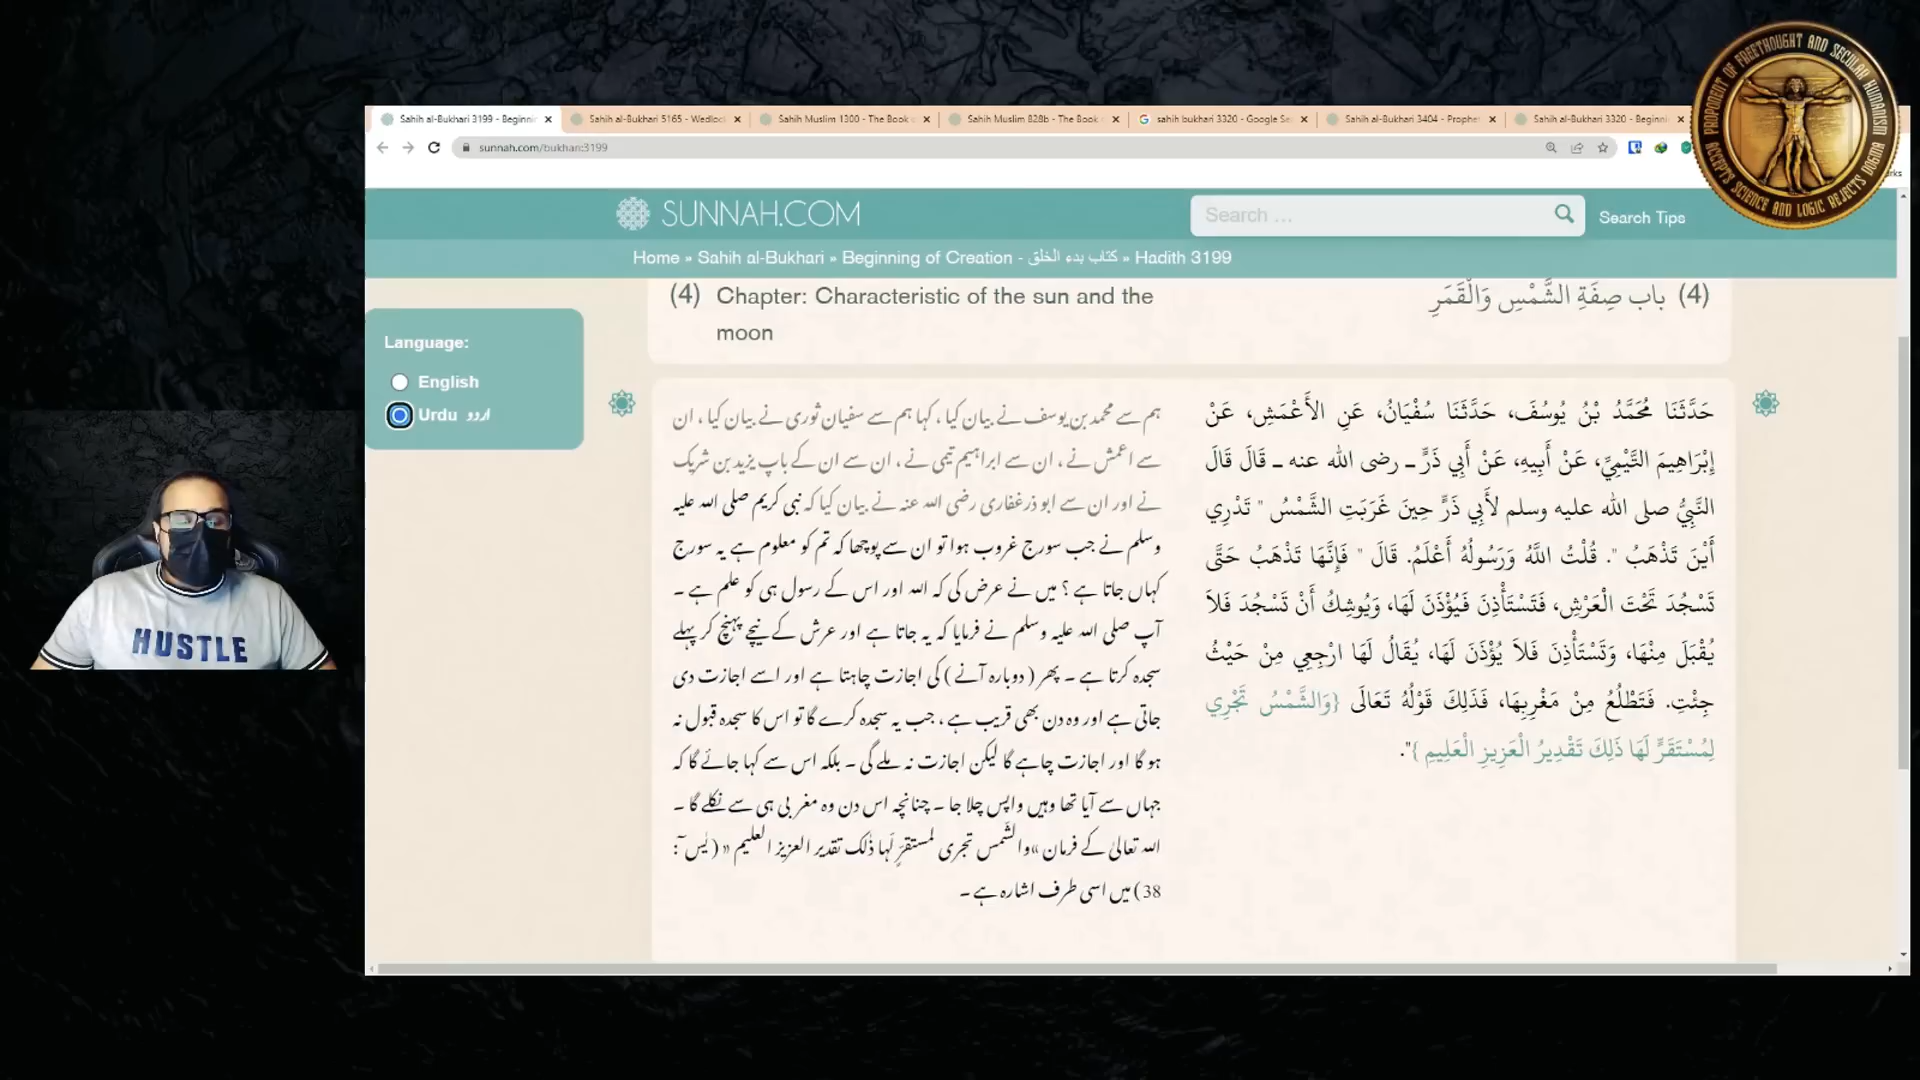 Sahih al-Bukhari 3199 - Beginnin
Sahih al-Bukhari 5165 - Wedlock
Sahih Muslim 1300 - The Book o
Sahih Muslim 828b - The Book
sahih bukhari 3320 - Google Se
Sahih al-Bukhari 3404 - Prophe
Sahih al-Bukhari 3320 - Beginni
sunnah.com/bukhari:3199
PROPONENT OF FREETHOUGHT AND SECULAR HUMANISM
ACCEPTS SCIENCE AND LOGIC REJECTS DOGMA
SUNNAH.COM
Search ...
Search Tips
Home » Sahih al-Bukhari » Beginning of Creation - كتاب بدء الخلق » Hadith 3199
(4) Chapter: Characteristic of the sun and the
moon
(4) باب صِفَةِ الشَّمْسِ وَالْقَمَرِ
Language:
English
Urdu اردو
ہم سے محمد بن یوسف نے بیان کیا ، کہا ہم سے سفیان ثوری نے بیان کیا ، ان
سے اعمش نے ، ان سے ابراہیم تیمی نے ، ان سے ان کے باپ یزید بن شریک
نے اور ان سے ابوذرغفاری رضی اللہ عنہ نے بیان کیا کہ نبی کریم صلی اللہ علیہ
وسلم نے جب سورج غروب ہوا تو ان سے پوچھا کہ تم کو معلوم ہے یہ سورج
کہاں جاتا ہے ؟ میں نے عرض کی کہ اللہ اور اس کے رسول ہی کو علم ہے ۔
آپ صلی اللہ علیہ وسلم نے فرمایا کہ یہ جاتا ہے اور عرش کے نیچے پہنچ کر پہلے
سجدہ کرتا ہے ۔ پھر ( دوبارہ آنے ) کی اجازت چاہتا ہے اور اسے اجازت دی
جاتی ہے اور وہ دن بھی قریب ہے ، جب یہ سجدہ کرے گا تو اس کا سجدہ قبول نہ
ہو گا اور اجازت چاہے گا لیکن اجازت نہ ملے گی ۔ بلکہ اس سے کہا جائے گا کہ
جہاں سے آیا تھا وہیں واپس چلا جا ۔ چنانچہ اس دن وہ مغربی ہی سے نکلے گا ۔
اللہ تعالیٰ کے فرمان »والشمس تجری لمستقر لہا ذلک تقدیر العزیز العلیم« ( یٰس ٓ :
38 ) میں اسی طرف اشارہ ہے ۔
حَدَّثَنَا مُحَمَّدُ بْنُ يُوسُفَ، حَدَّثَنَا سُفْيَانُ، عَنِ الأَعْمَشِ، عَنْ
إِبْرَاهِيمَ التَّيْمِيِّ، عَنْ أَبِيهِ، عَنْ أَبِي ذَرٍّ ـ رضى الله عنه ـ قَالَ قَالَ
النَّبِيُّ صلى الله عليه وسلم لأَبِي ذَرٍّ حِينَ غَرَبَتِ الشَّمْسُ " تَدْرِي
أَيْنَ تَذْهَبُ ". قُلْتُ اللَّهُ وَرَسُولُهُ أَعْلَمُ. قَالَ " فَإِنَّهَا تَذْهَبُ حَتَّى
تَسْجُدَ تَحْتَ الْعَرْشِ، فَتَسْتَأْذِنَ فَيُؤْذَنَ لَهَا، وَيُوشِكُ أَنْ تَسْجُدَ فَلاَ
يُقْبَلَ مِنْهَا، وَتَسْتَأْذِنَ فَلاَ يُؤْذَنَ لَهَا، يُقَالُ لَهَا ارْجِعِي مِنْ حَيْثُ
جِئْتِ. فَتَطْلُعُ مِنْ مَغْرِبِهَا، فَذَلِكَ قَوْلُهُ تَعَالَى {وَالشَّمْسُ تَجْرِي
لِمُسْتَقَرٍّ لَهَا ذَلِكَ تَقْدِيرُ الْعَزِيزِ الْعَلِيمِ }".
HUSTLE